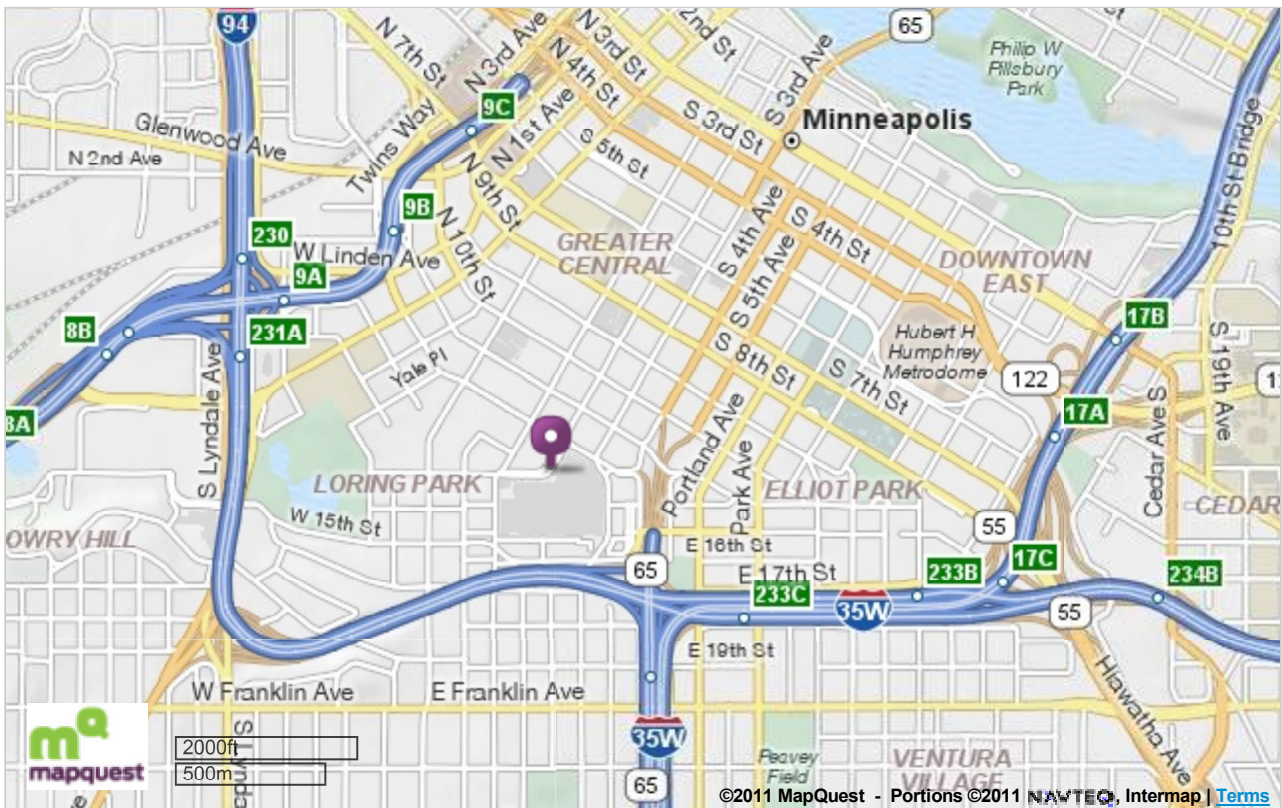 94
N 7th St
N 3rd Ave
N 4th St
N 3rd St
2nd St
S 3rd Ave
65
Philip W
Pillsbury
Park
9C
Glenwood Ave
N 2nd Ave
Twins Way
N 1st Ave
S 5th St
S 3rd St
Minneapolis
10th St Bridge
N 9th St
9B
N 10th St
230
W Linden Ave
9A
GREATER
CENTRAL
S 4th Ave
S 5th Ave
S 4th St
DOWNTOWN
EAST
8B
231A
17B
Hubert H
Humphrey
Metrodome
S 19th Ave
S 8th St
S 7th St
122
Yale Pl
S Lyndale Ave
8A
17A
Portland Ave
Park Ave
Cedar Ave S
LORING PARK
ELLIOT PARK
CEDAR
W 15th St
OWRY HILL
55
E 16th St
65
E 17th St
233B
17C
234B
233C
35W
55
E 19th St
W Franklin Ave
E Franklin Ave
Hiawatha Ave
mapquest
2000ft
500m
S Lynda
35W
65
Peavey
Field
VENTURA
VILLAGE
©2011 MapQuest - Portions ©2011 NAVTEQ, Intermap | Terms